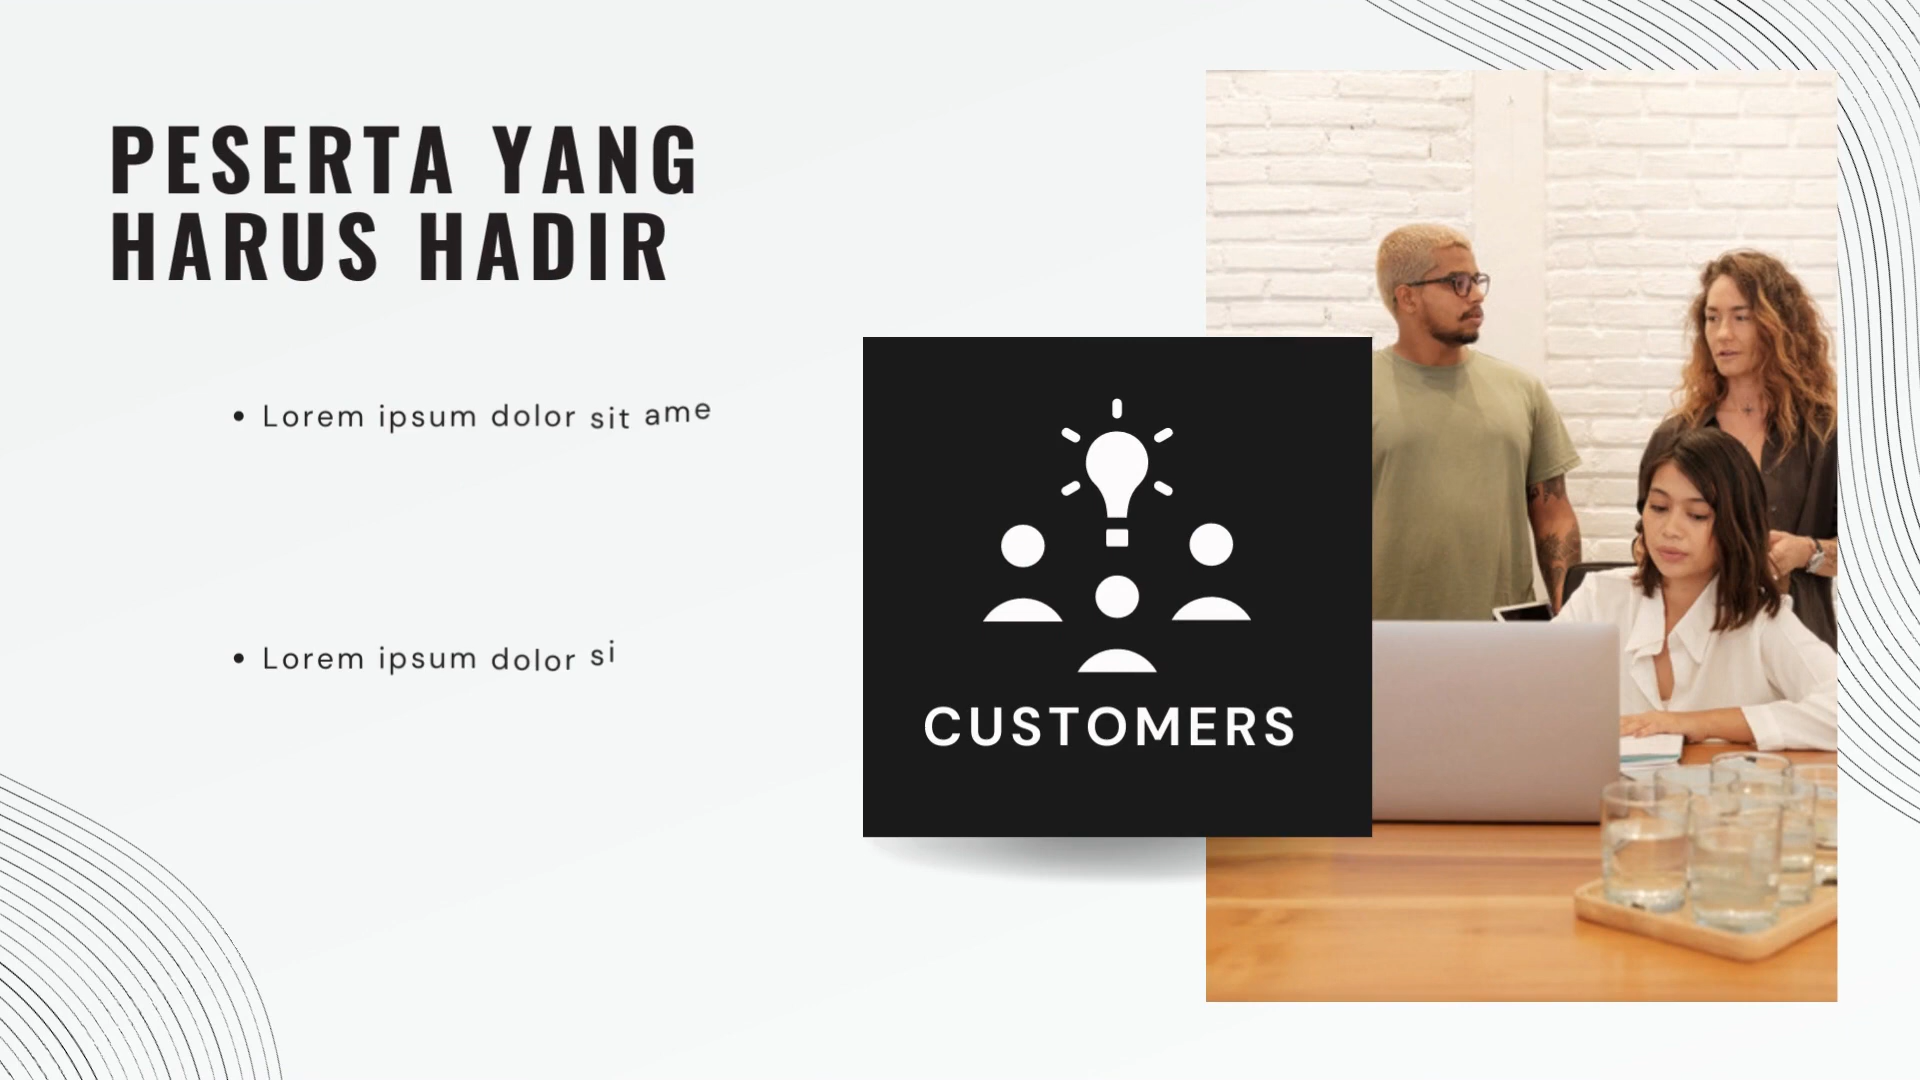 PESERTA YANG
HARUS HADIR
• Lorem ipsum dolor sit ame
• Lorem ipsum dolor si
CUSTOMERS